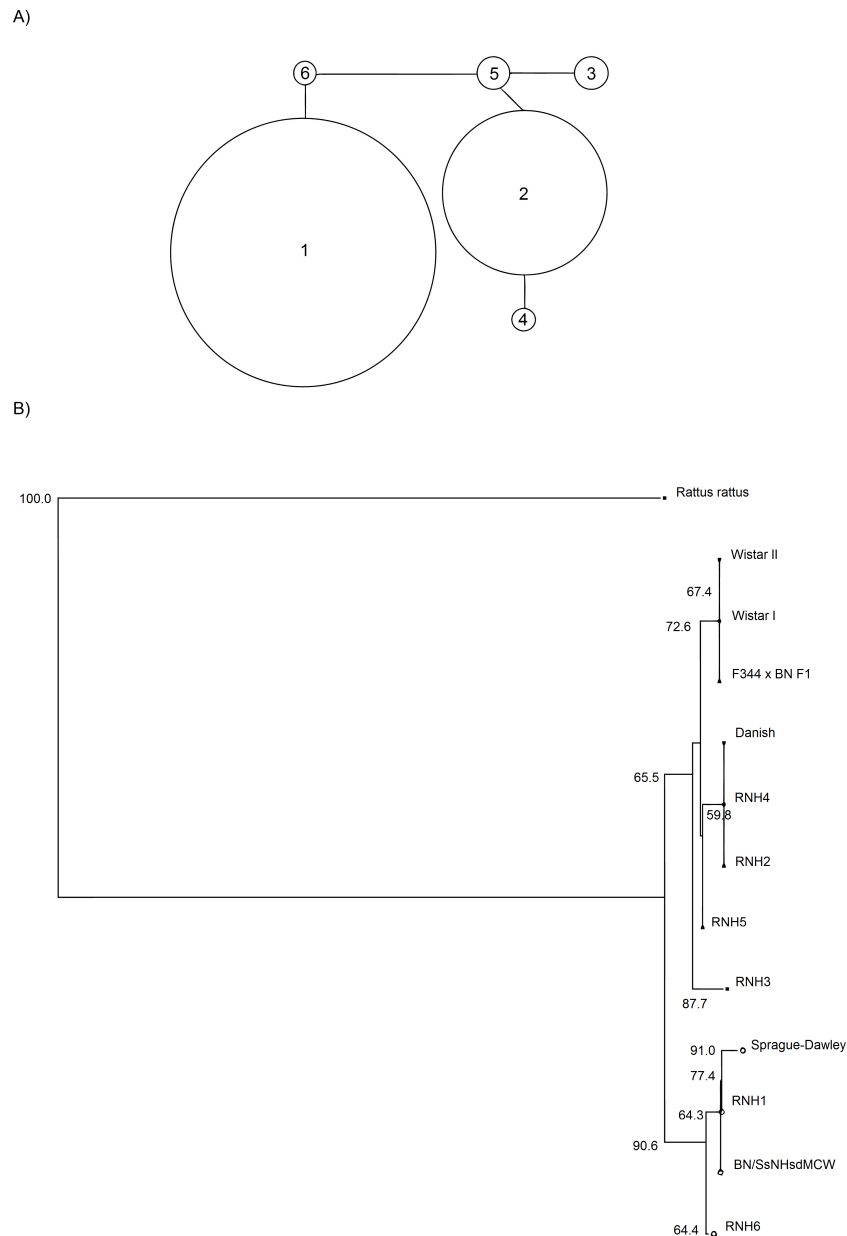 A)
6
5
3
1
2
4
B)
100.0
Rattus rattus
Wistar II
67.4
Wistar I
72.6
F344 x BN F1
Danish
65.5
RNH4
59.8
RNH2
RNH5
RNH3
87.7
Sprague-Dawley
91.0
77.4
RNH1
64.3
90.6
BN/SsNHsdMCW
RNH6
64.4